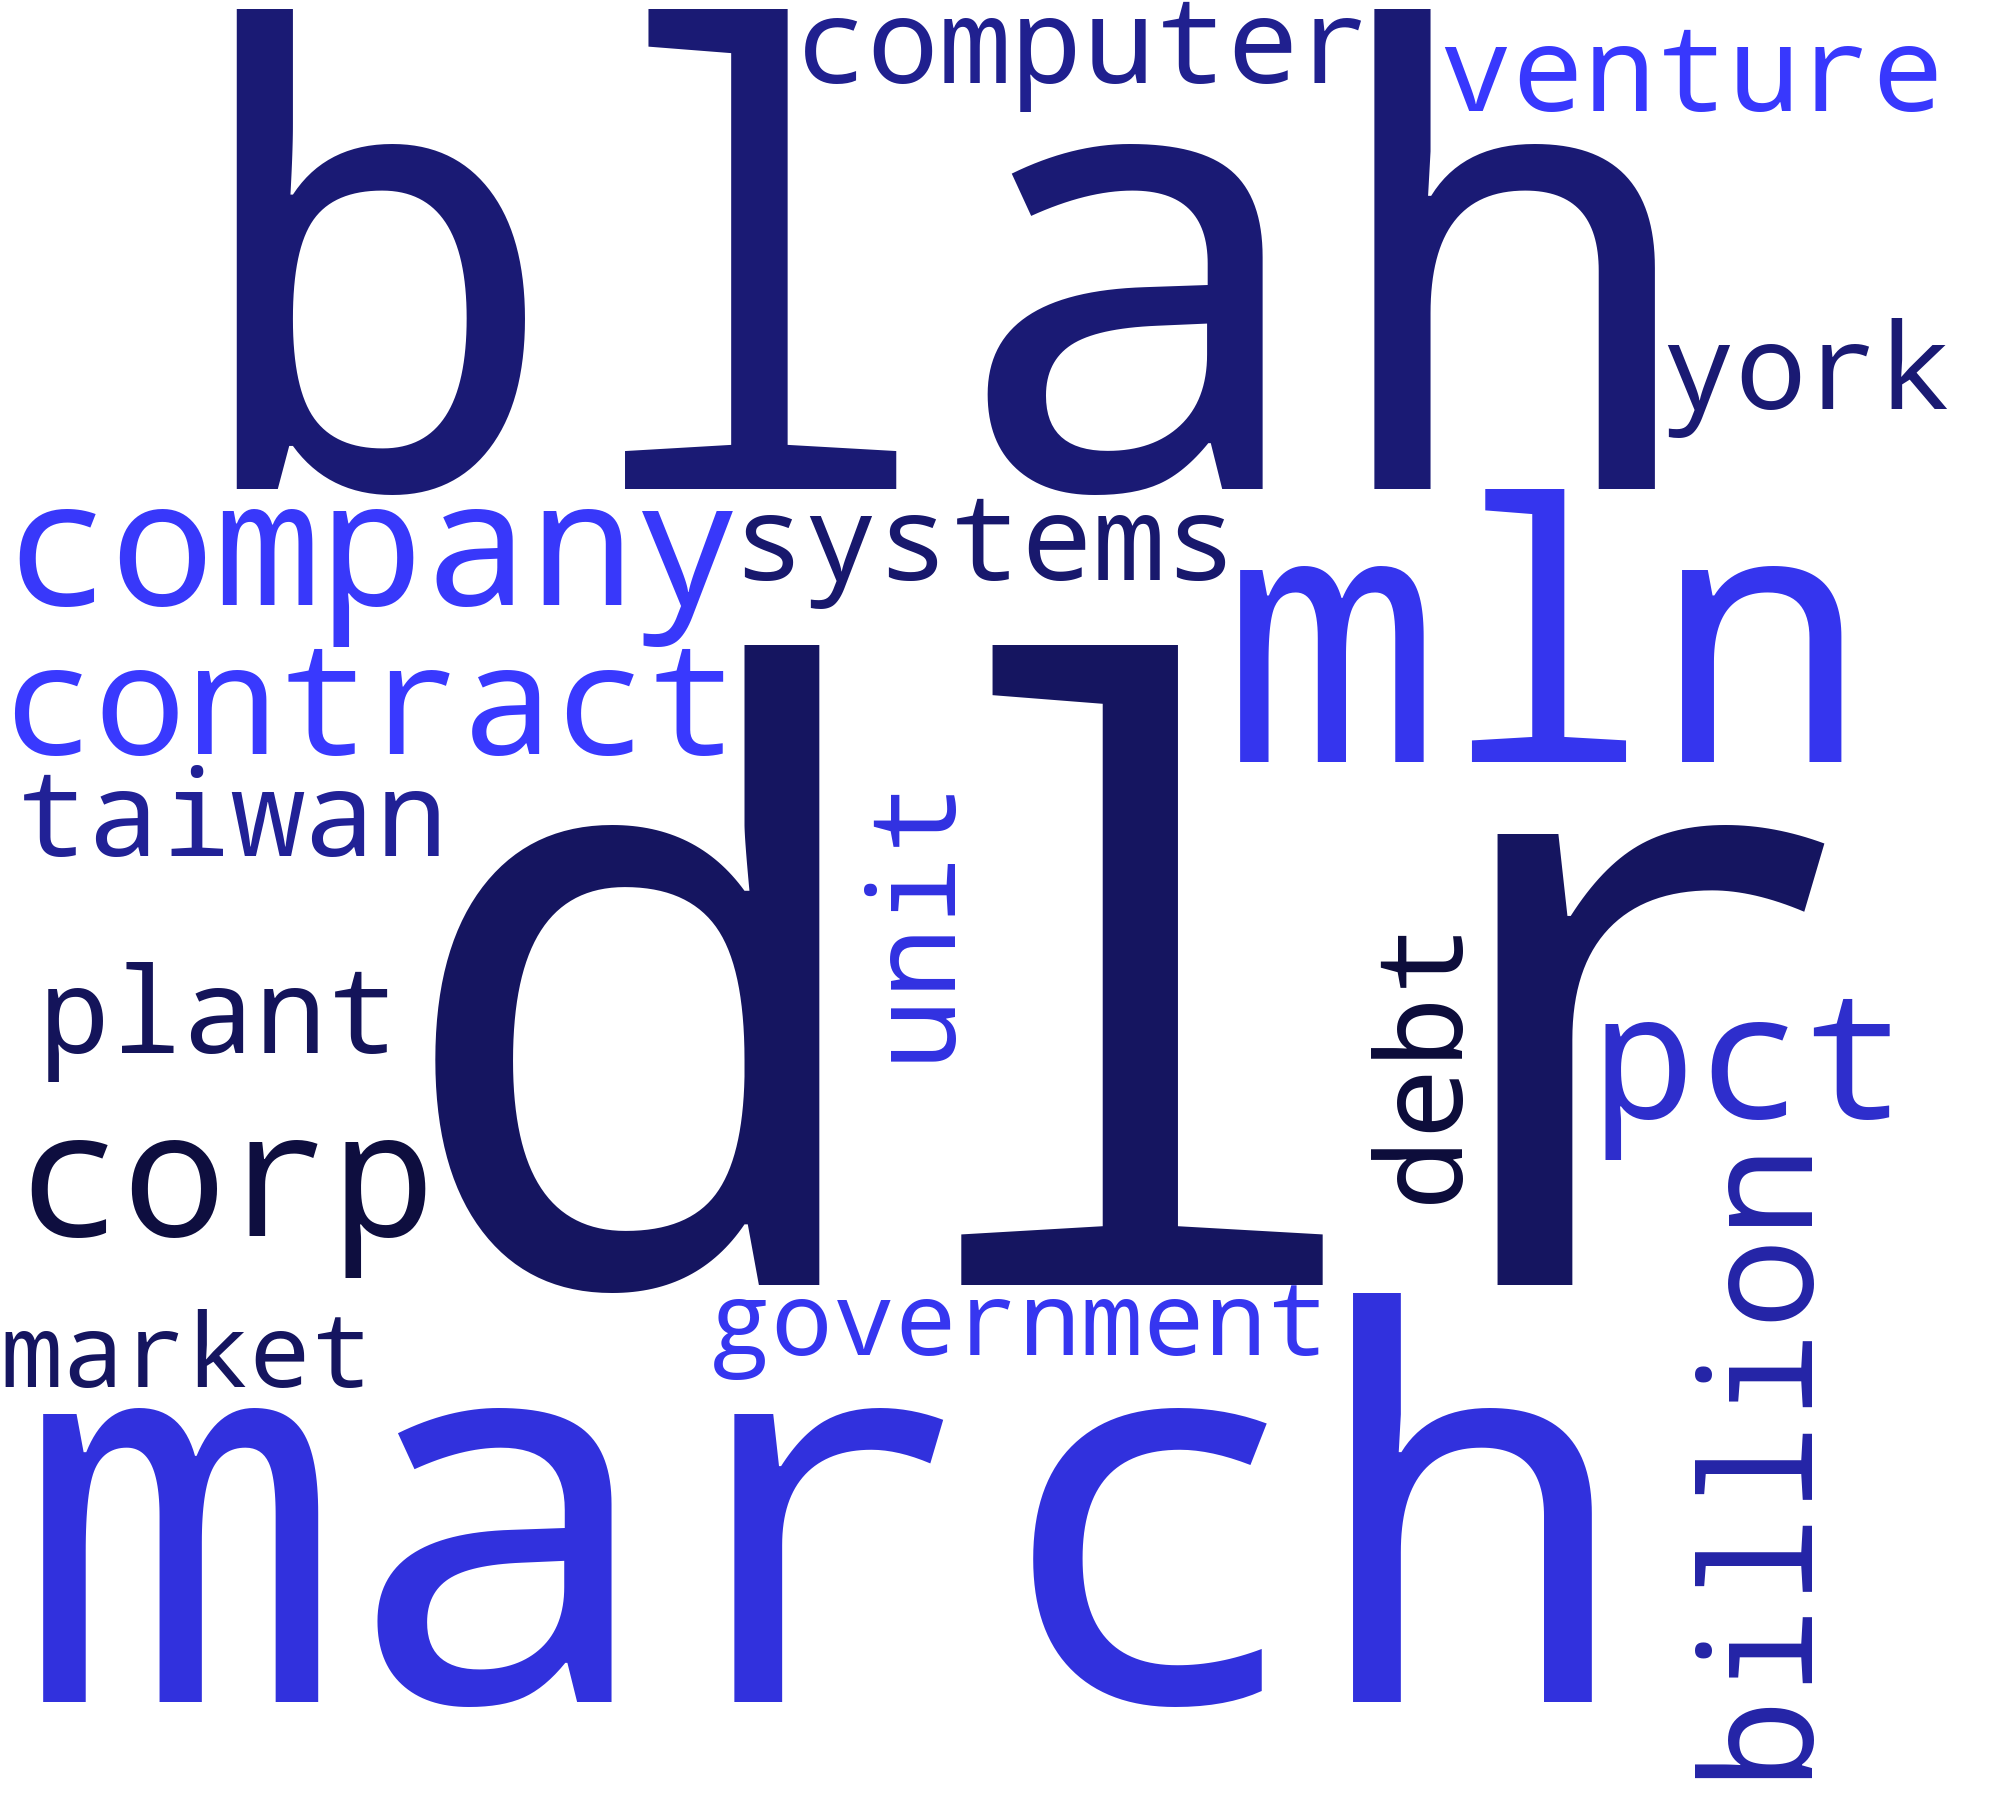 computer
venture
blah
york
company
systems
mln
contract
taiwan
dlr
unit
debt
plant
pct
corp
billion
government
market
march